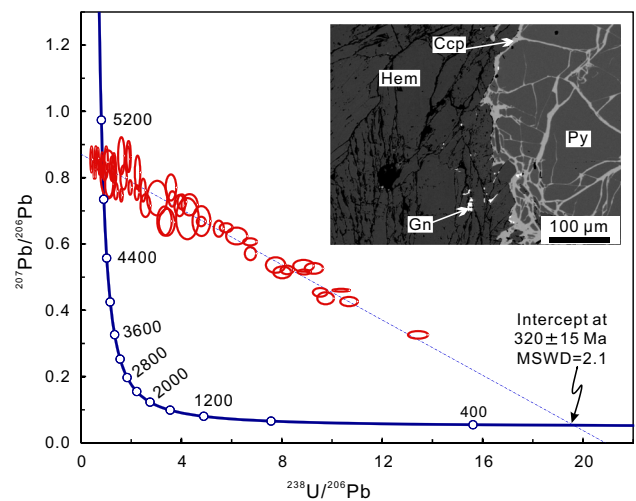 1.2
1.0
0.8
0.6
0.4
0.2
0.0
²⁰⁷Pb/²⁰⁶Pb
5200
4400
3600
2800
2000
1200
400
Ccp
Hem
Py
Gn
100 µm
Intercept at
320±15 Ma
MSWD=2.1
0
4
8
12
16
20
²³⁸U/²⁰⁶Pb